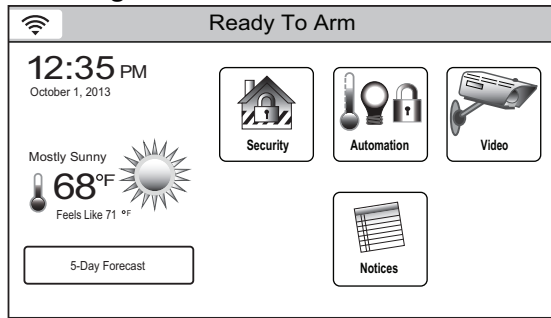 Ready To Arm
12:35 PM
October 1, 2013
Security
Automation
Video
Mostly Sunny
68°F
Feels Like 71 °F
5-Day Forecast
Notices